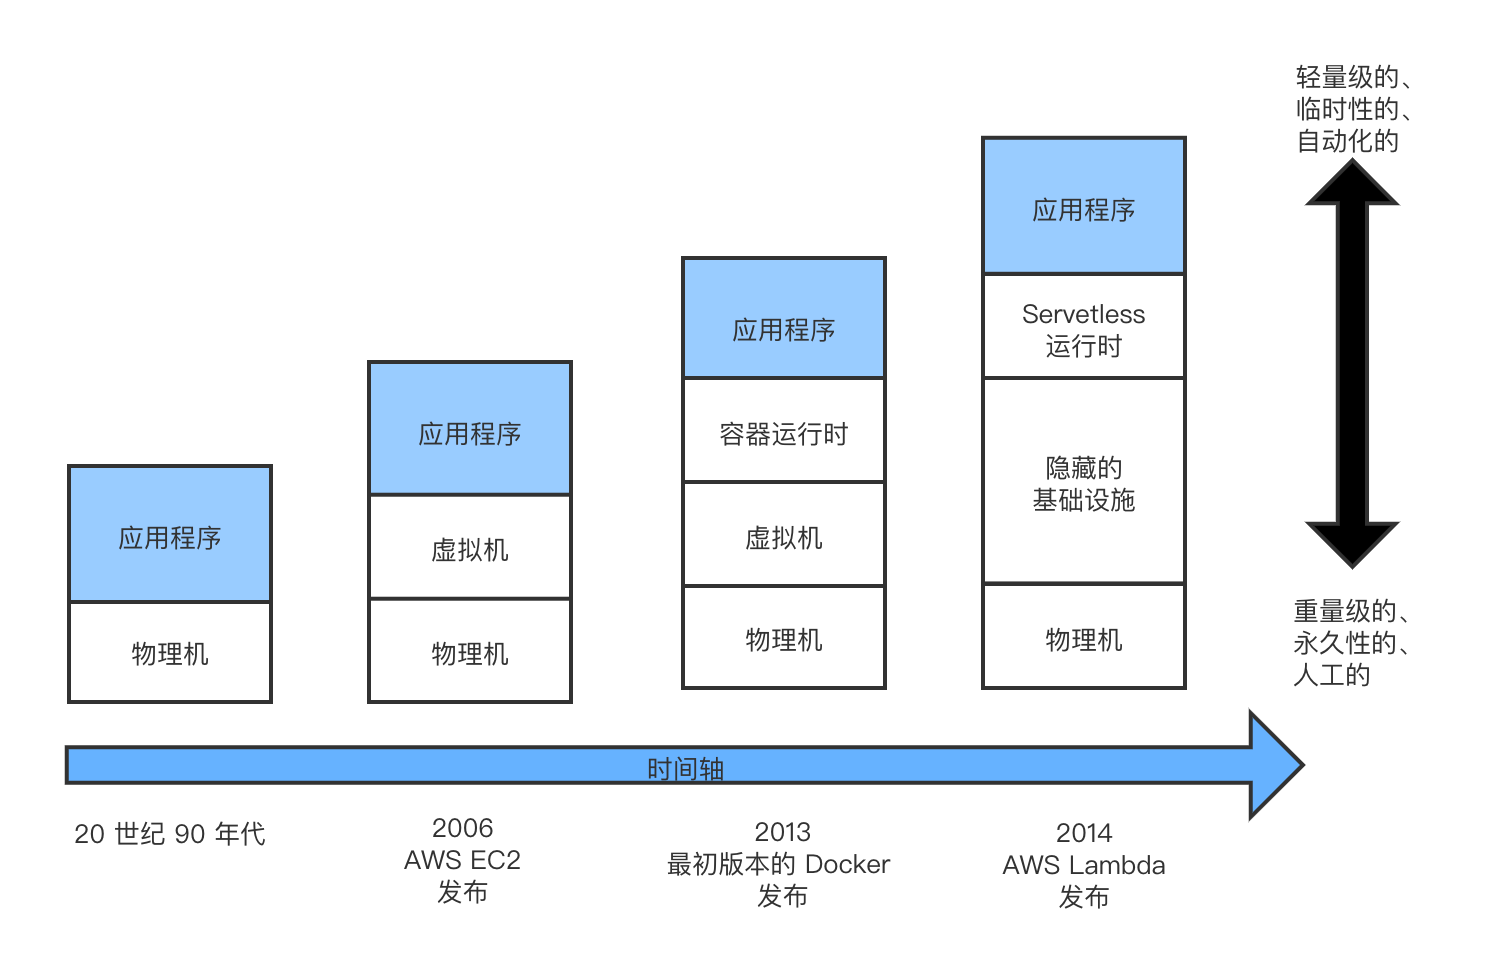 轻量级的、
临时性的、
自动化的
应用程序
Servetless
运行时
隐藏的
基础设施
物理机
应用程序
容器运行时
虚拟机
物理机
应用程序
虚拟机
物理机
应用程序
物理机
重量级的、
永久性的、
人工的
时间轴
20 世纪 90 年代
2006
AWS EC2
发布
2013
最初版本的 Docker
发布
2014
AWS Lambda
发布